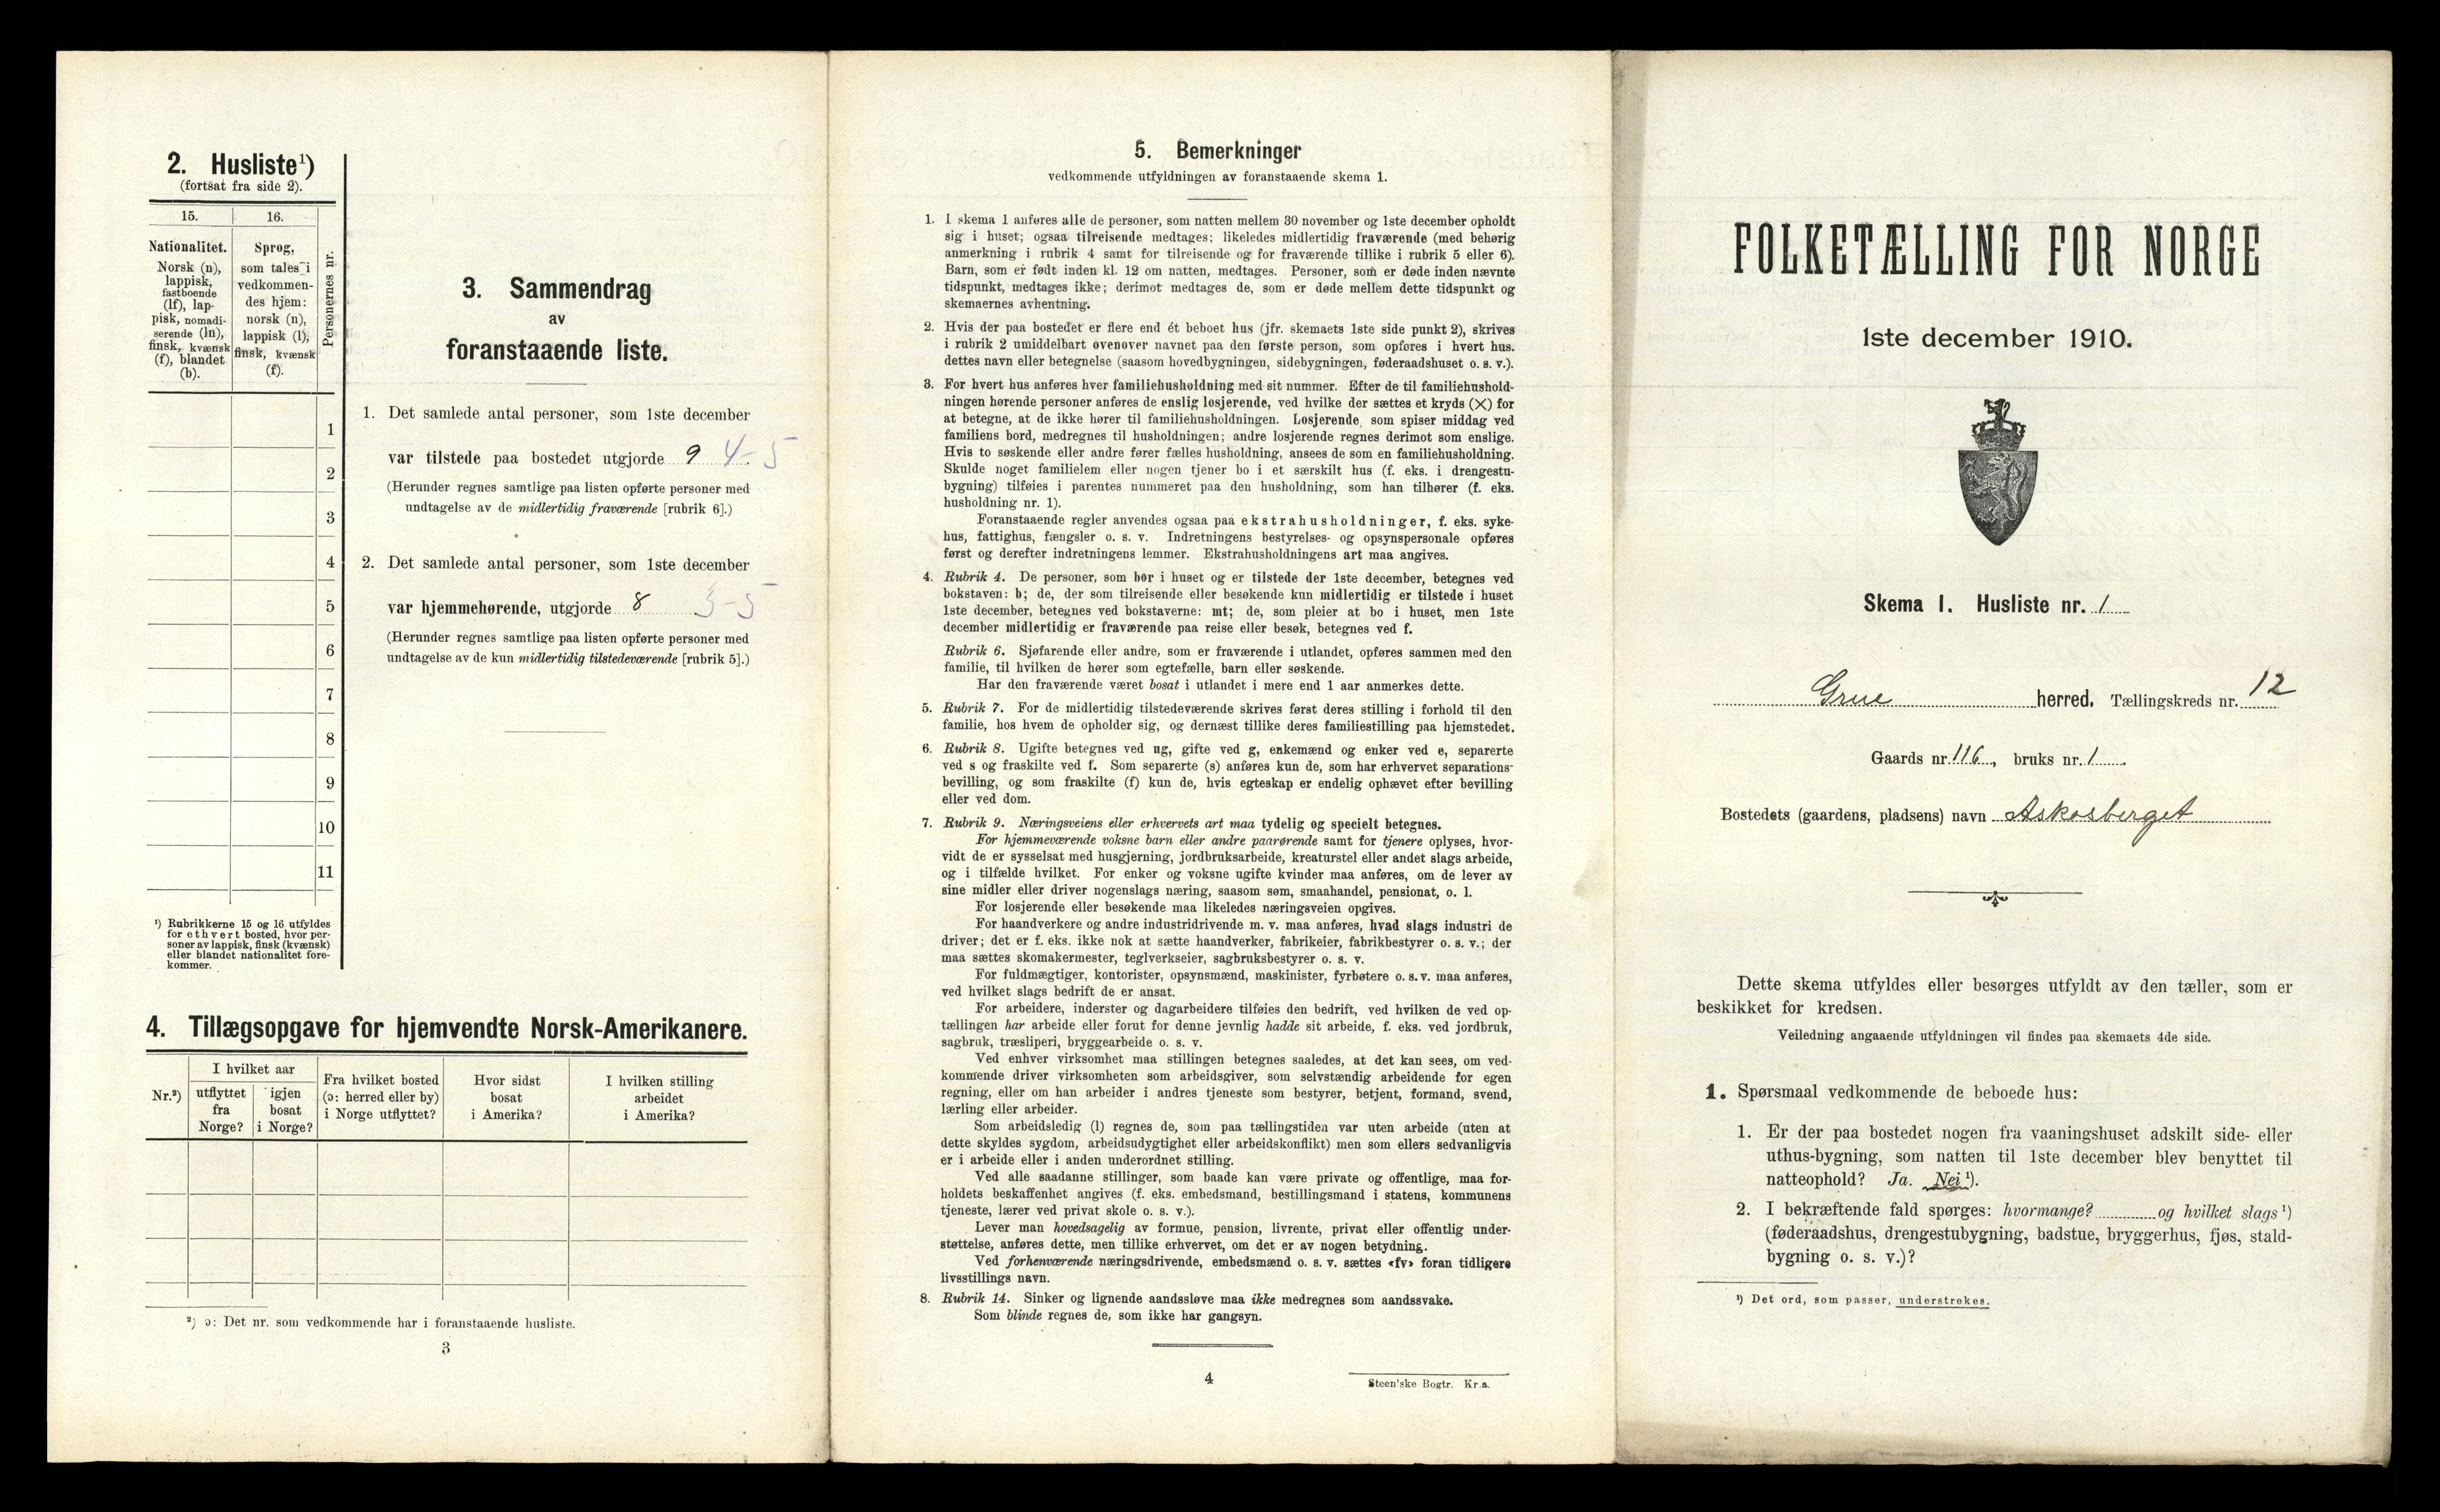 2. Husliste¹)
(fortsat fra side 2).
15.
16.
Nationalitet.
Norsk (n),
lappisk,
fastboende
(lf), lap-
pisk, nomadi-
serende (ln),
finsk, kvænsk
(f), blandet
(b).
Sprog,
som tales i
vedkommen-
des hjem:
norsk (n),
lappisk (l),
finsk, kvænsk
(f).
Personernes nr.
1
2
3
4
5
6
7
8
9
10
11
¹) Rubrikkerne 15 og 16 utfyldes
for ethvert bosted, hvor per-
soner av lappisk, finsk (kvænsk)
eller blandet nationalitet fore-
kommer.
3. Sammendrag
av
foranstaaende liste.
1. Det samlede antal personer, som 1ste december
var tilstede paa bostedet utgjorde 9 4-5
(Herunder regnes samtlige paa listen opførte personer med
undtagelse av de midlertidig fraværende [rubrik 6].)
2. Det samlede antal personer, som 1ste december
var hjemmehørende, utgjorde 8 3-5
(Herunder regnes samtlige paa listen opførte personer med
undtagelse av de kun midlertidig tilstedeværende [rubrik 5].)
4. Tillægsopgave for hjemvendte Norsk-Amerikanere.
Nr.²)
I hvilket aar
utflyttet
fra
Norge?
igjen
bosat
i Norge?
Fra hvilket bosted
(ɔ: herred eller by)
i Norge utflyttet?
Hvor sidst
bosat
i Amerika?
I hvilken stilling
arbeidet
i Amerika?
²) ɔ: Det nr. som vedkommende har i foranstaaende husliste.
3
5. Bemerkninger
vedkommende utfyldningen av foranstaaende skema 1.
1. I skema 1 anføres alle de personer, som natten mellem 30 november og 1ste december opholdt
sig i huset; ogsaa tilreisende medtages; likeledes midlertidig fraværende (med behørig
anmerkning i rubrik 4 samt for tilreisende og for fraværende tillike i rubrik 5 eller 6).
Barn, som er født inden kl. 12 om natten, medtages. Personer, som er døde inden nævnte
tidspunkt, medtages ikke; derimot medtages de, som er døde mellem dette tidspunkt og
skemaernes avhentning.
2. Hvis der paa bostedet er flere end ét beboet hus (jfr. skemaets 1ste side punkt 2), skrives
i rubrik 2 umiddelbart ovenover navnet paa den første person, som opføres i hvert hus.
dettes navn eller betegnelse (saasom hovedbygningen, sidebygningen, føderaadshuset o. s. v.).
3. For hvert hus anføres hver familiehusholdning med sit nummer. Efter de til familiehushold-
ningen hørende personer anføres de enslig losjerende, ved hvilke der sættes et kryds (×) for
at betegne, at de ikke hører til familiehusholdningen. Losjerende som spiser middag ved
familiens bord, medregnes til husholdningen; andre losjerende regnes derimot som enslige.
Hvis to søskende eller andre fører fælles husholdning, ansees de som en familiehusholdning.
Skulde noget familielem eller nogen tjener bo i et særskilt hus (f. eks. i drengestu-
bygning) tilføies i parentes nummeret paa den husholdning, som han tilhører (f. eks.
husholdning nr. 1).
Foranstaaende regler anvendes ogsaa paa ekstrahusholdninger, f. eks. syke-
hus, fattighus, fængsler o. s. v. Indretningens bestyrelses- og opsynspersonale opføres
først og derefter indretningens lemmer. Ekstrahusholdningens art maa angives.
4. Rubrik 4. De personer, som bor i huset og er tilstede der 1ste december, betegnes ved
bokstaven: b; de, der som tilreisende eller besøkende kun midlertidig er tilstede i huset
1ste december, betegnes ved bokstaverne: mt; de, som pleier at bo i huset, men 1ste
december midlertidig er fraværende paa reise eller besøk, betegnes ved f.
Rubrik 6. Sjøfarende eller andre, som er fraværende i utlandet, opføres sammen med den
familie, til hvilken de hører som egtefælle, barn eller søskende.
Har den fraværende været bosat i utlandet i mere end 1 aar anmerkes dette.
5. Rubrik 7. For de midlertidig tilstedeværende skrives først deres stilling i forhold til den
familie, hos hvem de opholder sig, og dernæst tillike deres familiestilling paa hjemstedet.
6. Rubrik 8. Ugifte betegnes ved ug, gifte ved g, enkemænd og enker ved e, separerte
ved s og fraskilte ved f. Som separerte (s) anføres kun de, som har erhvervet separations-
bevilling, og som fraskilte (f) kun de, hvis egteskap er endelig ophævet efter bevilling
eller ved dom.
7. Rubrik 9. Næringsveiens eller erhvervets art maa tydelig og specielt betegnes.
For hjemmeværende voksne barn eller andre paarørende samt for tjenere oplyses, hvor-
vidt de er sysselsat med husgjerning, jordbruksarbeide, kreaturstel eller andet slags arbeide,
og i tilfælde hvilket. For enker og voksne ugifte kvinder maa anføres, om de lever av
sine midler eller driver nogenslags næring, saasom søm, smaahandel, pensionat, o. l.
For losjerende eller besøkende maa likeledes næringsveien opgives.
For haandverkere og andre industridrivende m. v. maa anføres, hvad slags industri de
driver; det er f. eks. ikke nok at sætte haandverker, fabrikeier, fabrikbestyrer o. s. v.; der
maa sættes skomakermester, teglverkseier, sagbruksbestyrer o. s. v.
For fuldmægtiger, kontorister, opsynsmænd, maskinister, fyrbøtere o. s. v. maa anføres,
ved hvilket slags bedrift de er ansat.
For arbeidere, inderster og dagarbeidere tilføies den bedrift, ved hvilken de ved op-
tællingen har arbeide eller forut for denne jevnlig hadde sit arbeide, f. eks. ved jordbruk,
sagbruk, træsliperi, bryggearbeide o. s. v.
Ved enhver virksomhet maa stillingen betegnes saaledes, at det kan sees, om ved-
kommende driver virksomheten som arbeidsgiver, som selvstændig arbeidende for egen
regning, eller om han arbeider i andres tjeneste som bestyrer, betjent, formand, svend,
lærling eller arbeider.
Som arbeidsledig (l) regnes de, som paa tællingstiden var uten arbeide (uten at
dette skyldes sygdom, arbeidsudygtighet eller arbeidskonflikt) men som ellers sedvanligvis
er i arbeide eller i anden underordnet stilling.
Ved alle saadanne stillinger, som baade kan være private og offentlige, maa for-
holdets beskaffenhet angives (f. eks. embedsmand, bestillingsmand i statens, kommunens
tjeneste, lærer ved privat skole o. s. v.).
Lever man hovedsagelig av formue, pension, livrente, privat eller offentlig under-
støttelse, anføres dette, men tillike erhvervet, om det er av nogen betydning.
Ved forhenværende næringsdrivende, embedsmænd o. s. v. sættes «fv» foran tidligere
livsstillings navn.
8. Rubrik 14. Sinker og lignende aandssløve maa ikke medregnes som aandssvake.
Som blinde regnes de, som ikke har gangsyn.
4
Steen'ske Bogtr. Kr.a.
FOLKETÆLLING FOR NORGE
1ste december 1910.
Skema 1. Husliste nr. 1
Grue herred. Tællingskreds nr. 12
Gaards nr. 116, bruks nr. 1
Bostedets (gaardens, pladsens) navn Askosberget
Dette skema utfyldes eller besørges utfyldt av den tæller, som er
beskikket for kredsen.
Veiledning angaaende utfyldningen vil findes paa skemaets 4de side.
1. Spørsmaal vedkommende de beboede hus:
1. Er der paa bostedet nogen fra vaaningshuset adskilt side- eller
uthus-bygning, som natten til 1ste december blev benyttet til
natteophold? Ja. Nei¹).
2. I bekræftende fald spørges: hvormange? og hvilket slags¹)
(føderaadshus, drengestubygning, badstue, bryggerhus, fjøs, stald-
bygning o. s. v.)?
¹) Det ord, som passer, understrekes.